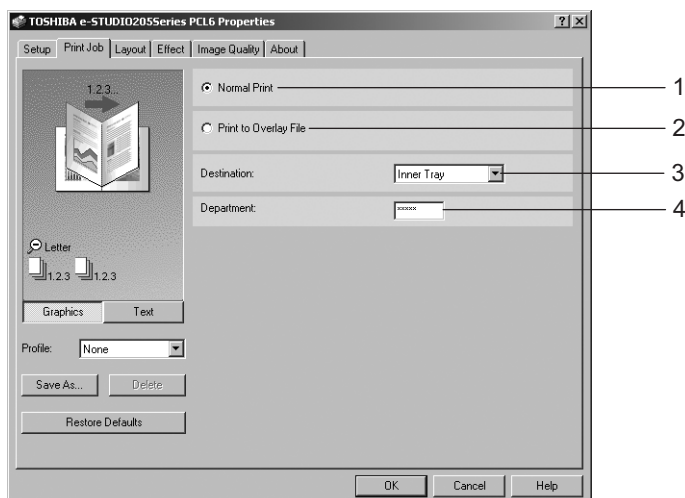 TOSHIBA e-STUDIO205Series PCL6 Properties
Setup Print Job Layout Effect Image Quality About
1.2.3...
Normal Print 1
Print to Overlay File 2
Destination: Inner Tray 3
Department: xxxxx 4
Letter
1.2.3 1.2.3
Graphics Text
Profile: None
Save As... Delete
Restore Defaults
OK Cancel Help